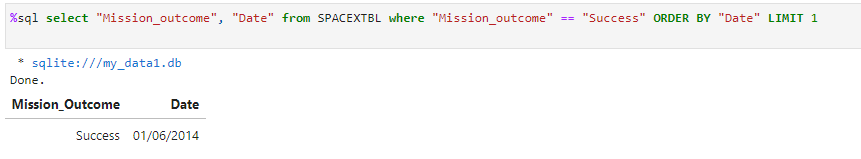 %sql select "Mission_outcome", "Date" from SPACEXTBL where "Mission_outcome" == "Success" ORDER BY "Date" LIMIT 1
* sqlite:///my_data1.db
Done.
Mission_Outcome Date
Success 01/06/2014